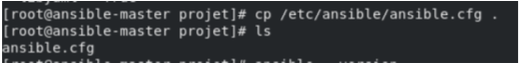 [root@ansible-master projet]# cp /etc/ansible/ansible.cfg .
[root@ansible-master projet]# ls
ansible.cfg